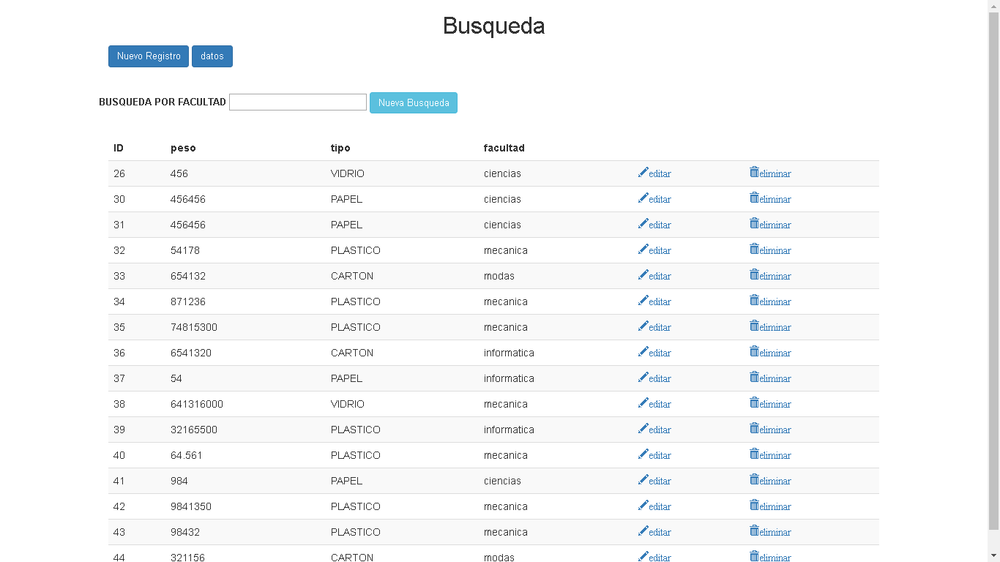 Busqueda
Nuevo Registro datos
BUSQUEDA POR FACULTAD Nueva Busqueda
ID peso tipo facultad
26 456 VIDRIO ciencias editar eliminar
30 456456 PAPEL ciencias editar eliminar
31 456456 PAPEL ciencias editar eliminar
32 54178 PLASTICO mecanica editar eliminar
33 654132 CARTON modas editar eliminar
34 871236 PLASTICO mecanica editar eliminar
35 74815300 PLASTICO mecanica editar eliminar
36 6541320 CARTON informatica editar eliminar
37 54 PAPEL informatica editar eliminar
38 641316000 VIDRIO mecanica editar eliminar
39 32165500 PLASTICO informatica editar eliminar
40 64.561 PLASTICO mecanica editar eliminar
41 984 PAPEL ciencias editar eliminar
42 9841350 PLASTICO mecanica editar eliminar
43 98432 PLASTICO mecanica editar eliminar
44 321156 CARTON modas editar eliminar